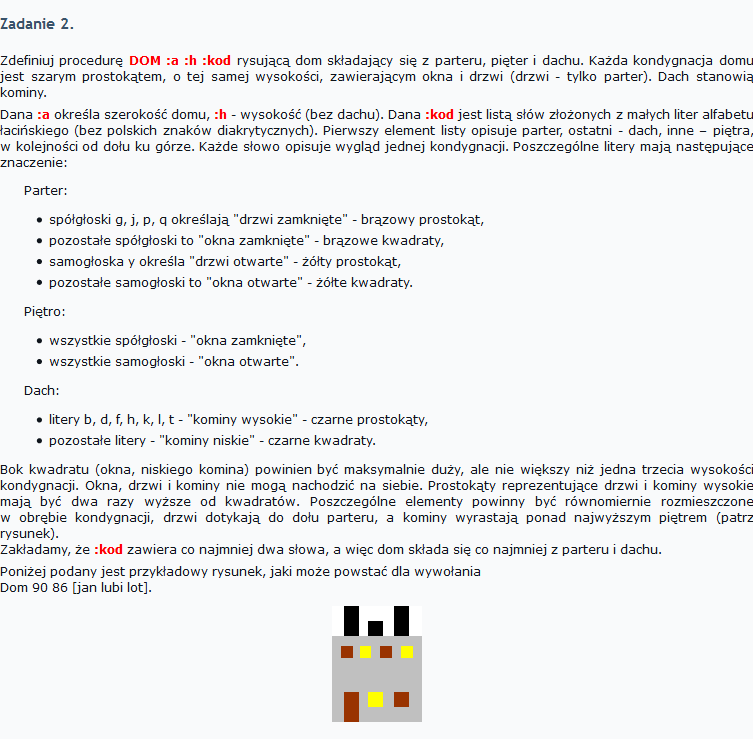 Zadanie 2.
Zdefiniuj procedurę DOM :a :h :kod rysującą dom składający się z parteru, pięter i dachu. Każda kondygnacja domu
jest szarym prostokątem, o tej samej wysokości, zawierającym okna i drzwi (drzwi - tylko parter). Dach stanowią
kominy.
Dana :a określa szerokość domu, :h - wysokość (bez dachu). Dana :kod jest listą słów złożonych z małych liter alfabetu
łacińskiego (bez polskich znaków diakrytycznych). Pierwszy element listy opisuje parter, ostatni - dach, inne – piętra,
w kolejności od dołu ku górze. Każde słowo opisuje wygląd jednej kondygnacji. Poszczególne litery mają następujące
znaczenie:
Parter:
• spółgłoski g, j, p, q określają "drzwi zamknięte" - brązowy prostokąt,
• pozostałe spółgłoski to "okna zamknięte" - brązowe kwadraty,
• samogłoska y określa "drzwi otwarte" - żółty prostokąt,
• pozostałe samogłoski to "okna otwarte" - żółte kwadraty.
Piętro:
• wszystkie spółgłoski - "okna zamknięte",
• wszystkie samogłoski - "okna otwarte".
Dach:
• litery b, d, f, h, k, l, t - "kominy wysokie" - czarne prostokąty,
• pozostałe litery - "kominy niskie" - czarne kwadraty.
Bok kwadratu (okna, niskiego komina) powinien być maksymalnie duży, ale nie większy niż jedna trzecia wysokości
kondygnacji. Okna, drzwi i kominy nie mogą nachodzić na siebie. Prostokąty reprezentujące drzwi i kominy wysokie
mają być dwa razy wyższe od kwadratów. Poszczególne elementy powinny być równomiernie rozmieszczone
w obrębie kondygnacji, drzwi dotykają do dołu parteru, a kominy wyrastają ponad najwyższym piętrem (patrz
rysunek).
Zakładamy, że :kod zawiera co najmniej dwa słowa, a więc dom składa się co najmniej z parteru i dachu.
Poniżej podany jest przykładowy rysunek, jaki może powstać dla wywołania
Dom 90 86 [jan lubi lot].